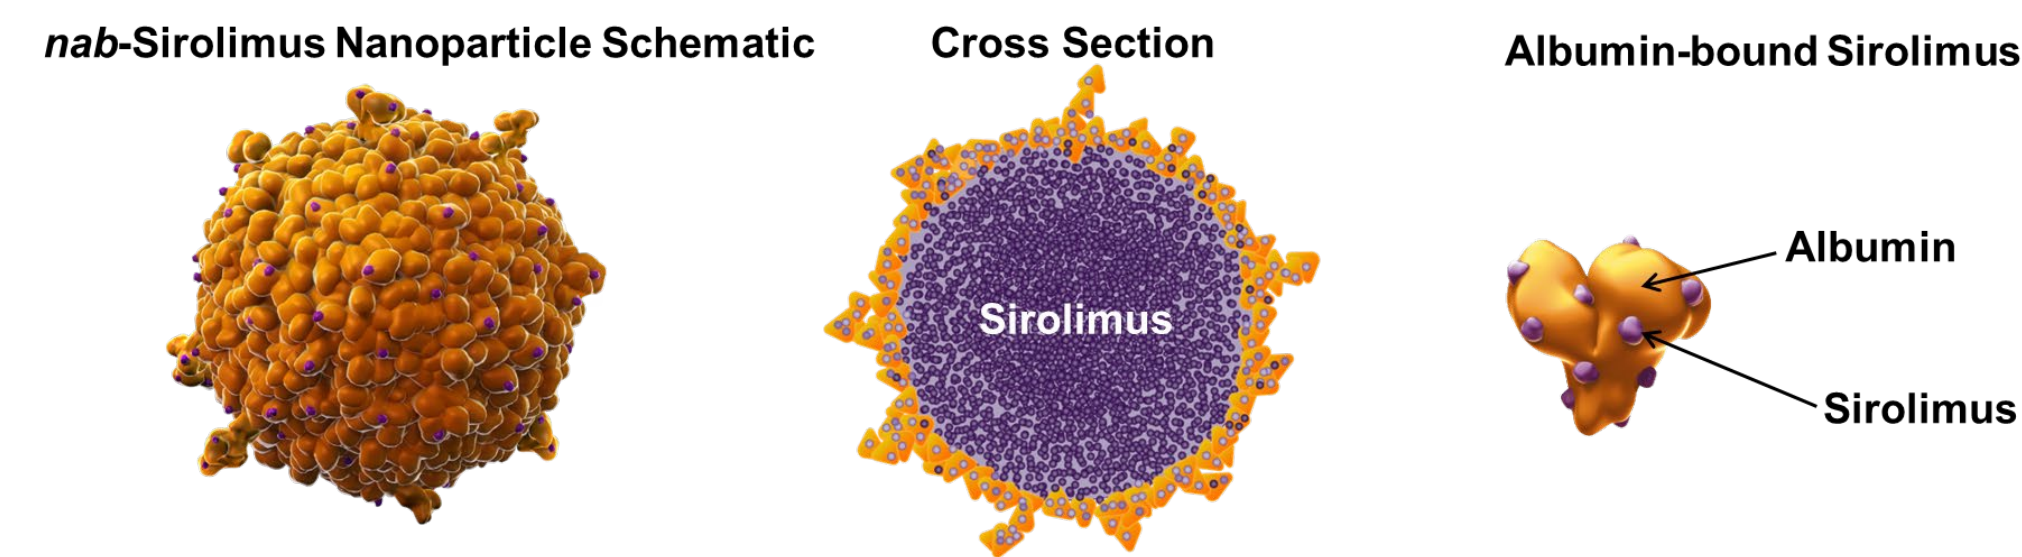 nab-Sirolimus Nanoparticle Schematic
Cross Section
Albumin-bound Sirolimus
Sirolimus
Albumin
Sirolimus